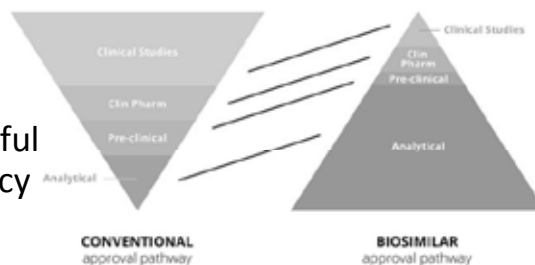 Clinical Studies
Clin Pharm
Pre-clinical
Analytical
ful
cy
CONVENTIONAL
approval pathway
Clinical Studies
Clin
Pharm
Pre-clinical
Analytical
BIOSIMILAR
approval pathway